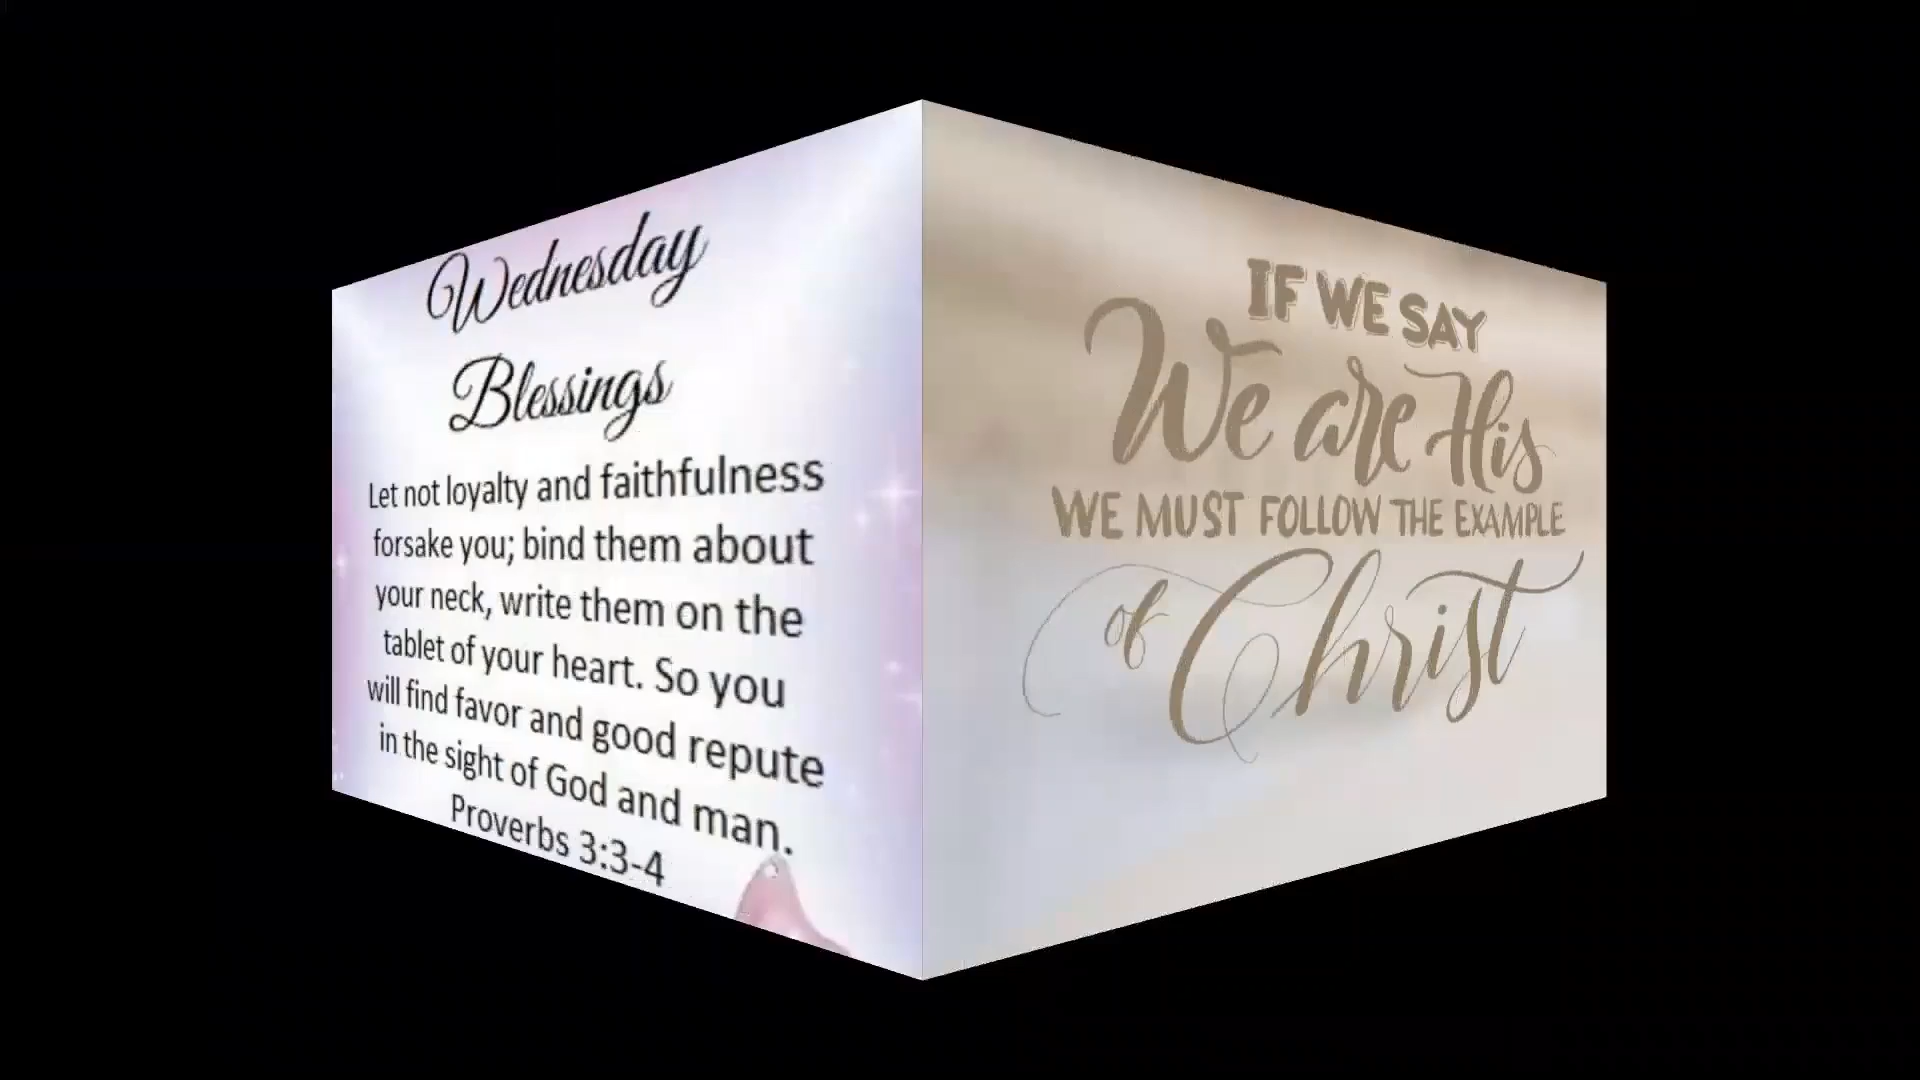 Wednesday
Blessings
Let not loyalty and faithfulness
forsake you; bind them about
your neck, write them on the
tablet of your heart. So you
will find favor and good repute
in the sight of God and man.
Proverbs 3:3-4
IF WE SAY
We are His
WE MUST FOLLOW THE EXAMPLE
of Christ